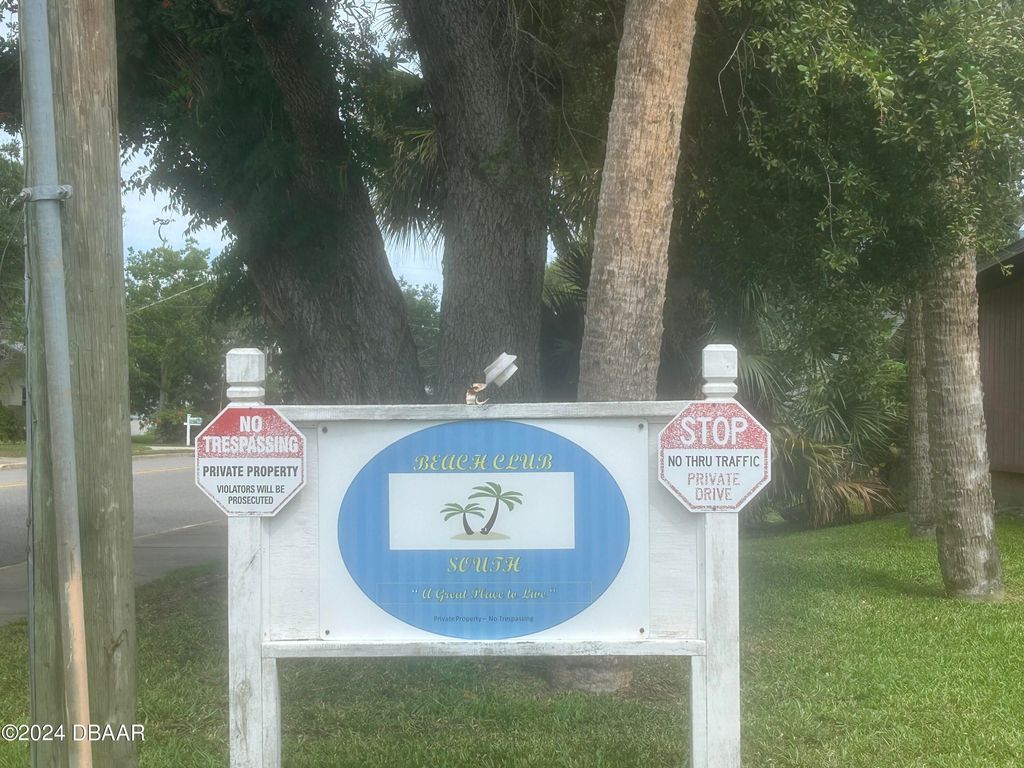 NO
TRESPASSING
PRIVATE PROPERTY
VIOLATORS WILL BE
PROSECUTED
BEACH CLUB
SOUTH
"A Great Place to Live"
Private Property – No Trespassing
STOP
NO THRU TRAFFIC
PRIVATE
DRIVE
©2024 DBAAR